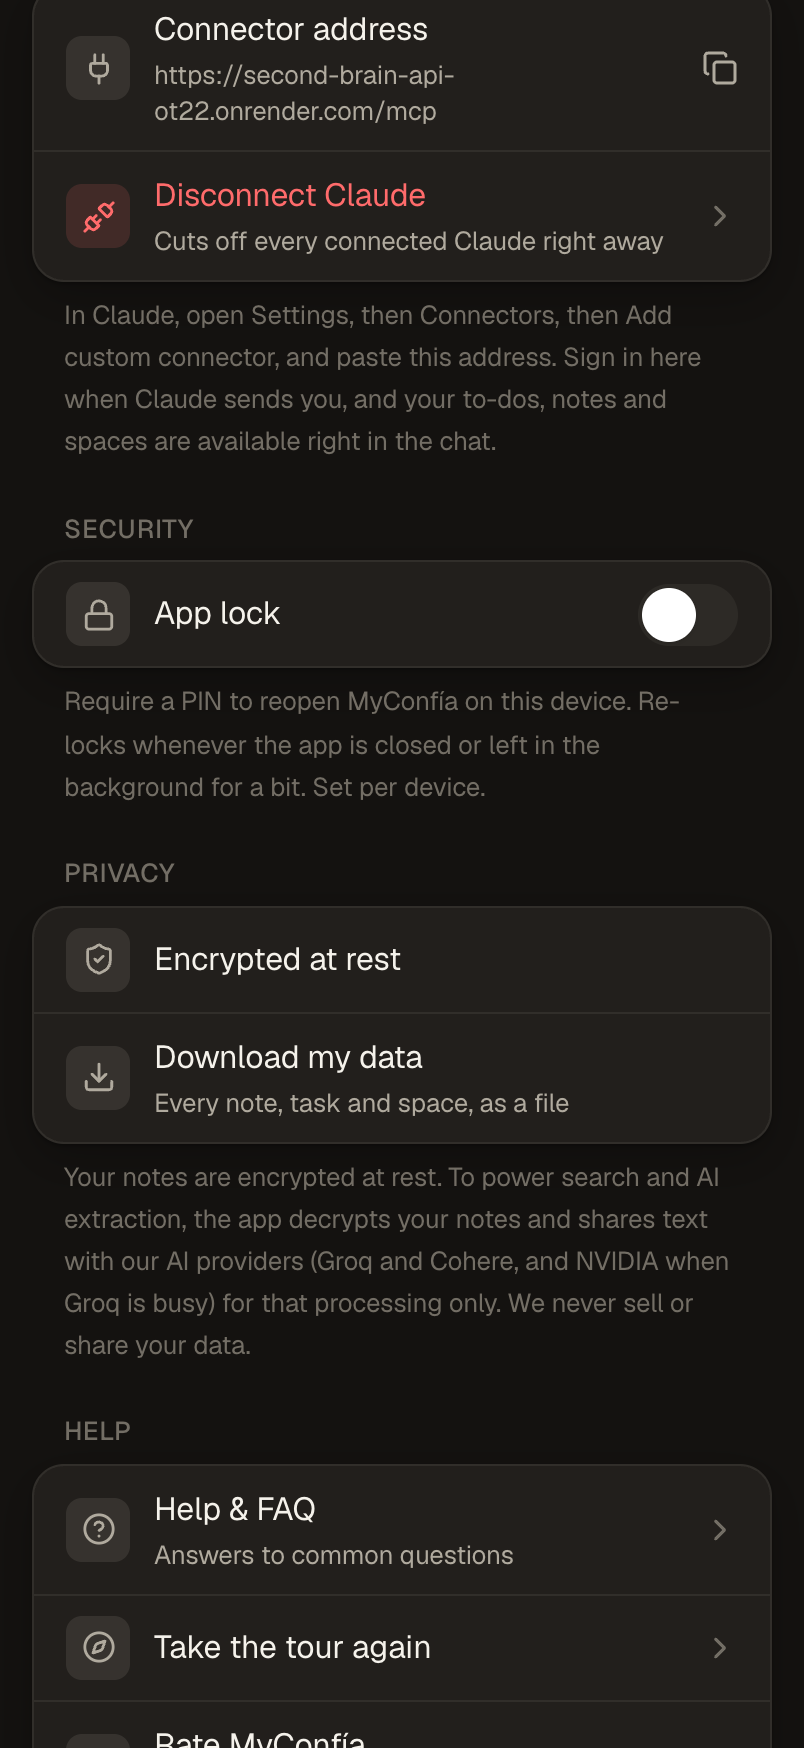 Connector address
https://second-brain-api-
ot22.onrender.com/mcp
Disconnect Claude
Cuts off every connected Claude right away
In Claude, open Settings, then Connectors, then Add
custom connector, and paste this address. Sign in here
when Claude sends you, and your to-dos, notes and
spaces are available right in the chat.
SECURITY
App lock
Require a PIN to reopen MyConfía on this device. Re-
locks whenever the app is closed or left in the
background for a bit. Set per device.
PRIVACY
Encrypted at rest
Download my data
Every note, task and space, as a file
Your notes are encrypted at rest. To power search and AI
extraction, the app decrypts your notes and shares text
with our AI providers (Groq and Cohere, and NVIDIA when
Groq is busy) for that processing only. We never sell or
share your data.
HELP
Help & FAQ
Answers to common questions
Take the tour again
Rate MyConfía